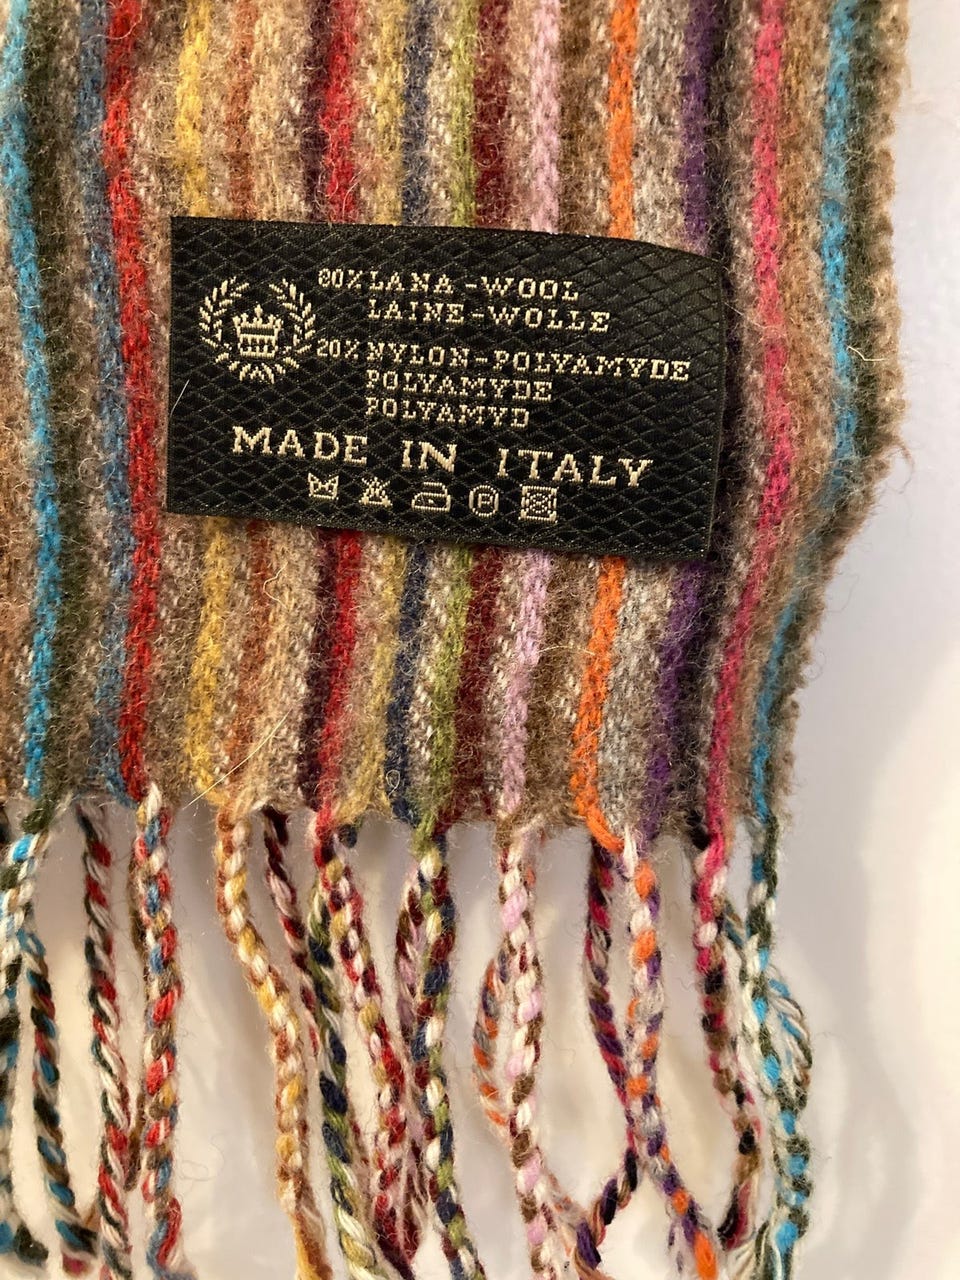 80% LANA-WOOL
LAINE-WOLLE
20% NYLON-POLYAMYDE
POLYAMYDE
POLYAMYD
MADE IN ITALY
P